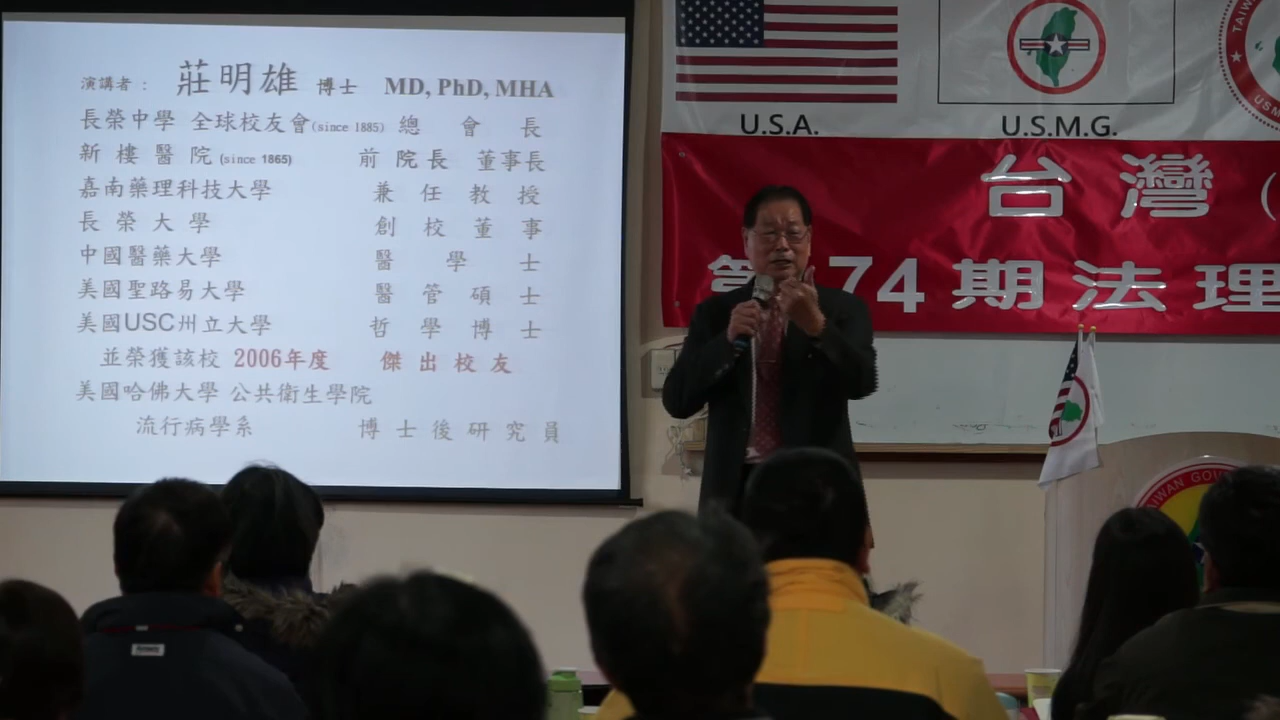 演講者： 莊明雄 博士 MD, PhD, MHA
長榮中學 全球校友會(since 1885) 總會長
新樓醫院 (since 1865) 前院長 董事長
嘉南藥理科技大學 兼任教授
長榮大學 創校董事
中國醫藥大學 醫學士
美國聖路易大學 醫管碩士
美國USC州立大學 哲學博士
並榮獲該校 2006年度 傑出校友
美國哈佛大學 公共衛生學院
流行病學系 博士後研究員
U.S.A. U.S.M.G.
台灣（
第74期法理
TAIWAN GOV